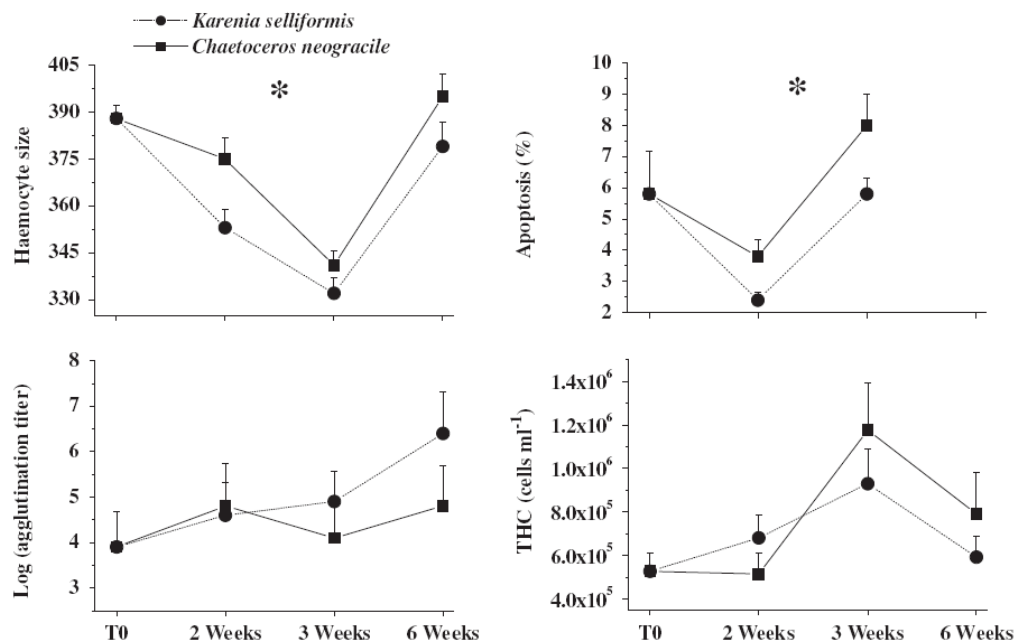 Karenia selliformis
Chaetoceros neogracile
405
390
375
360
345
330
Haemocyte size
*
10
9
8
7
6
5
4
3
2
Apoptosis (%)
*
8
7
6
5
4
3
Log (agglutination titer)
T0 2 Weeks 3 Weeks 6 Weeks
1.4x10⁶
1.2x10⁶
1.0x10⁶
8.0x10⁵
6.0x10⁵
4.0x10⁵
THC (cells ml⁻¹)
T0 2 Weeks 3 Weeks 6 Weeks